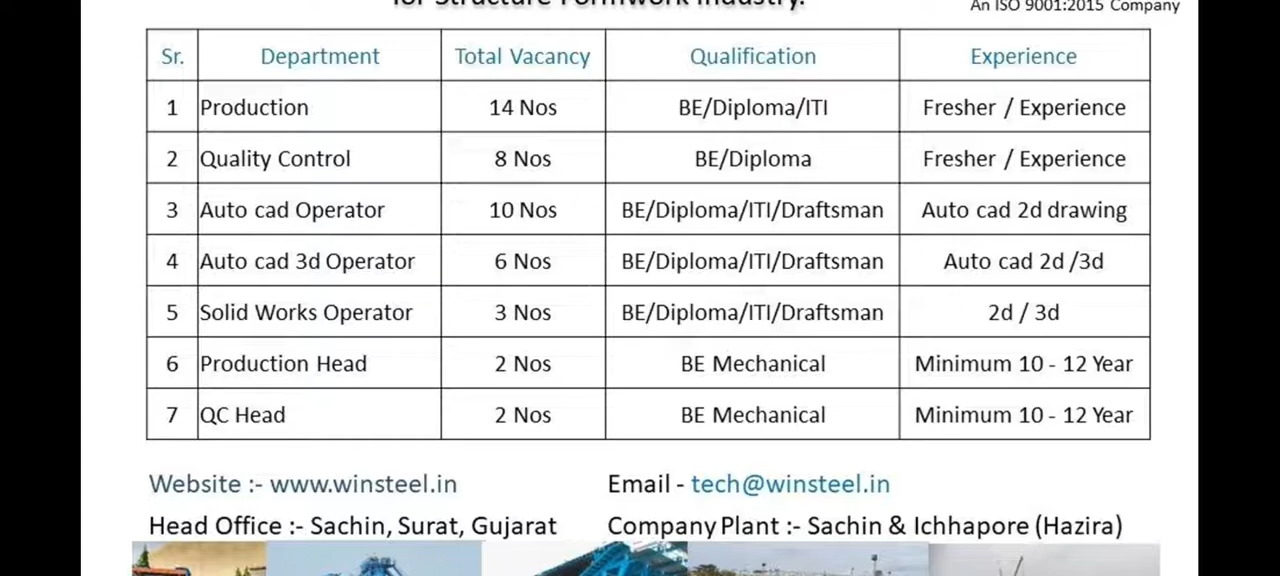 for Structure Formwork Industry.
An ISO 9001:2015 Company
Sr. Department Total Vacancy Qualification Experience
1 Production 14 Nos BE/Diploma/ITI Fresher / Experience
2 Quality Control 8 Nos BE/Diploma Fresher / Experience
3 Auto cad Operator 10 Nos BE/Diploma/ITI/Draftsman Auto cad 2d drawing
4 Auto cad 3d Operator 6 Nos BE/Diploma/ITI/Draftsman Auto cad 2d /3d
5 Solid Works Operator 3 Nos BE/Diploma/ITI/Draftsman 2d / 3d
6 Production Head 2 Nos BE Mechanical Minimum 10 - 12 Year
7 QC Head 2 Nos BE Mechanical Minimum 10 - 12 Year
Website :- www.winsteel.in Email - tech@winsteel.in
Head Office :- Sachin, Surat, Gujarat Company Plant :- Sachin & Ichhapore (Hazira)